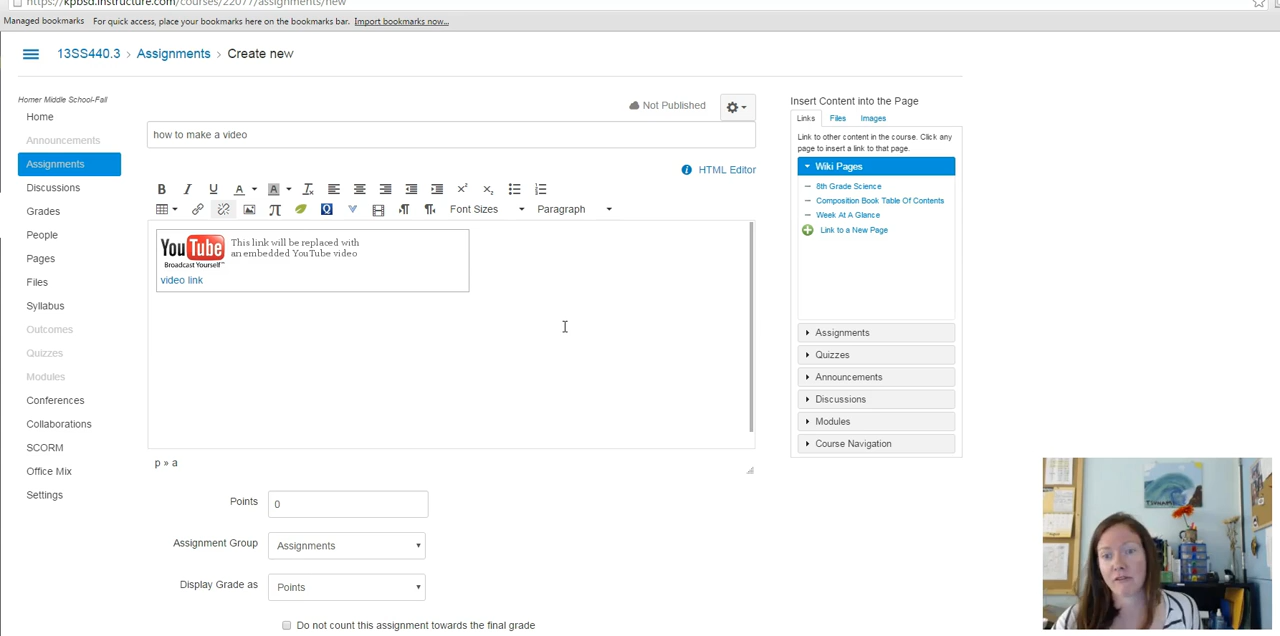 https://kpbsd.instructure.com/courses/22077/assignments/new
Managed bookmarks For quick access, place your bookmarks here on the bookmarks bar. Import bookmarks now...
13SS440.3 > Assignments > Create new
Homer Middle School-Fall
Home
Announcements
Assignments
Discussions
Grades
People
Pages
Files
Syllabus
Outcomes
Quizzes
Modules
Conferences
Collaborations
SCORM
Office Mix
Settings
Not Published
how to make a video
HTML Editor
B I U A A
Font Sizes Paragraph
YouTube
Broadcast Yourself™
This link will be replaced with
an embedded YouTube video
video link
p » a
Points 0
Assignment Group Assignments
Display Grade as Points
Do not count this assignment towards the final grade
Insert Content into the Page
Links Files Images
Link to other content in the course. Click any
page to insert a link to that page.
Wiki Pages
8th Grade Science
Composition Book Table Of Contents
Week At A Glance
Link to a New Page
Assignments
Quizzes
Announcements
Discussions
Modules
Course Navigation